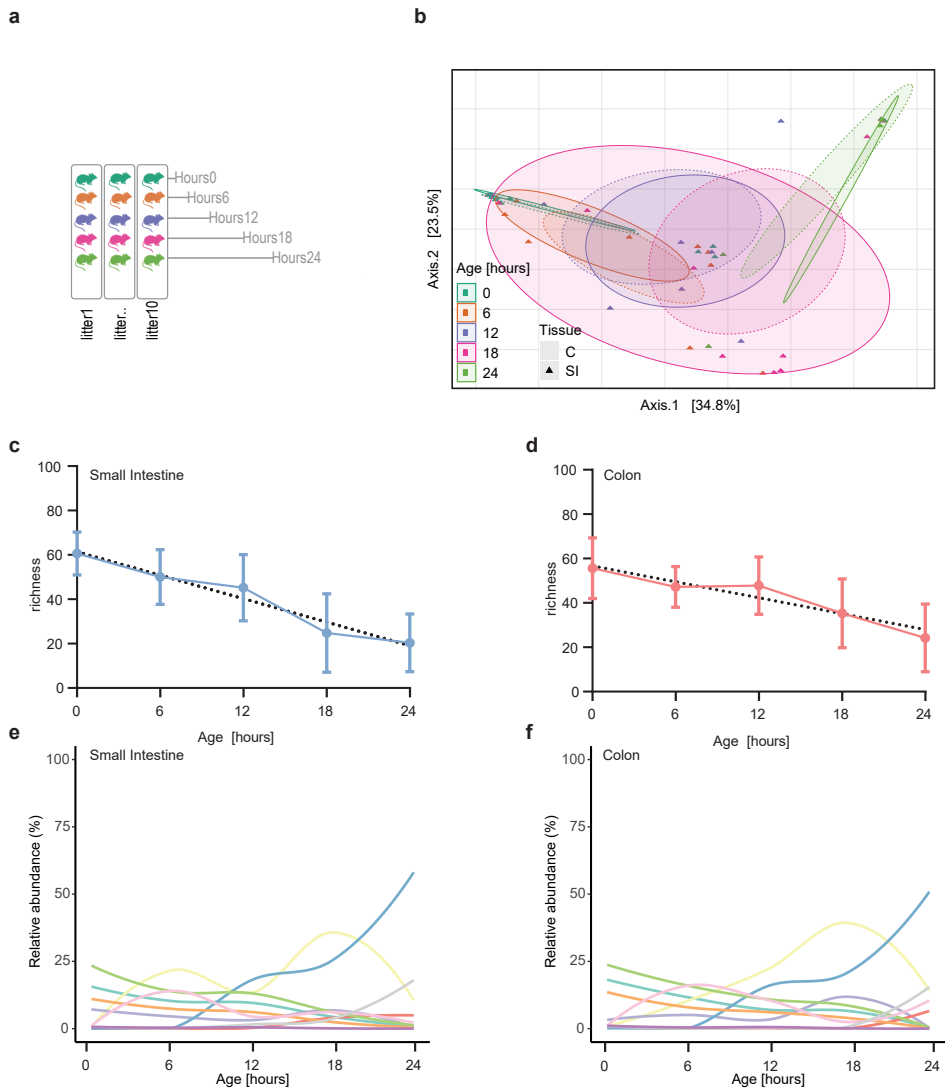 a
Hours0
Hours6
Hours12
Hours18
Hours24
litter1
litter..
litter10
b
Axis.2 [23.5%]
Age [hours]
0
6
12
18
24
Tissue
C
SI
Axis.1 [34.8%]
c
Small Intestine
richness
100
80
60
40
20
0
0 6 12 18 24
Age [hours]
d
Colon
richness
100
80
60
40
20
0
0 6 12 18 24
Age [hours]
e
Small Intestine
Relative abundance (%)
100
75
50
25
0
0 6 12 18 24
Age [hours]
f
Colon
Relative abundance (%)
100
75
50
25
0
0 6 12 18 24
Age [hours]